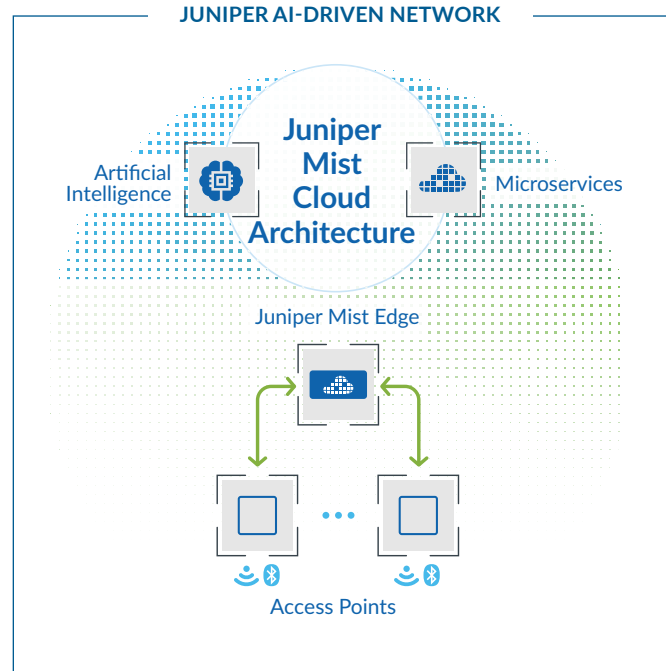 JUNIPER AI-DRIVEN NETWORK
Juniper
Mist
Cloud
Architecture
Artificial
Intelligence
Microservices
Juniper Mist Edge
Access Points